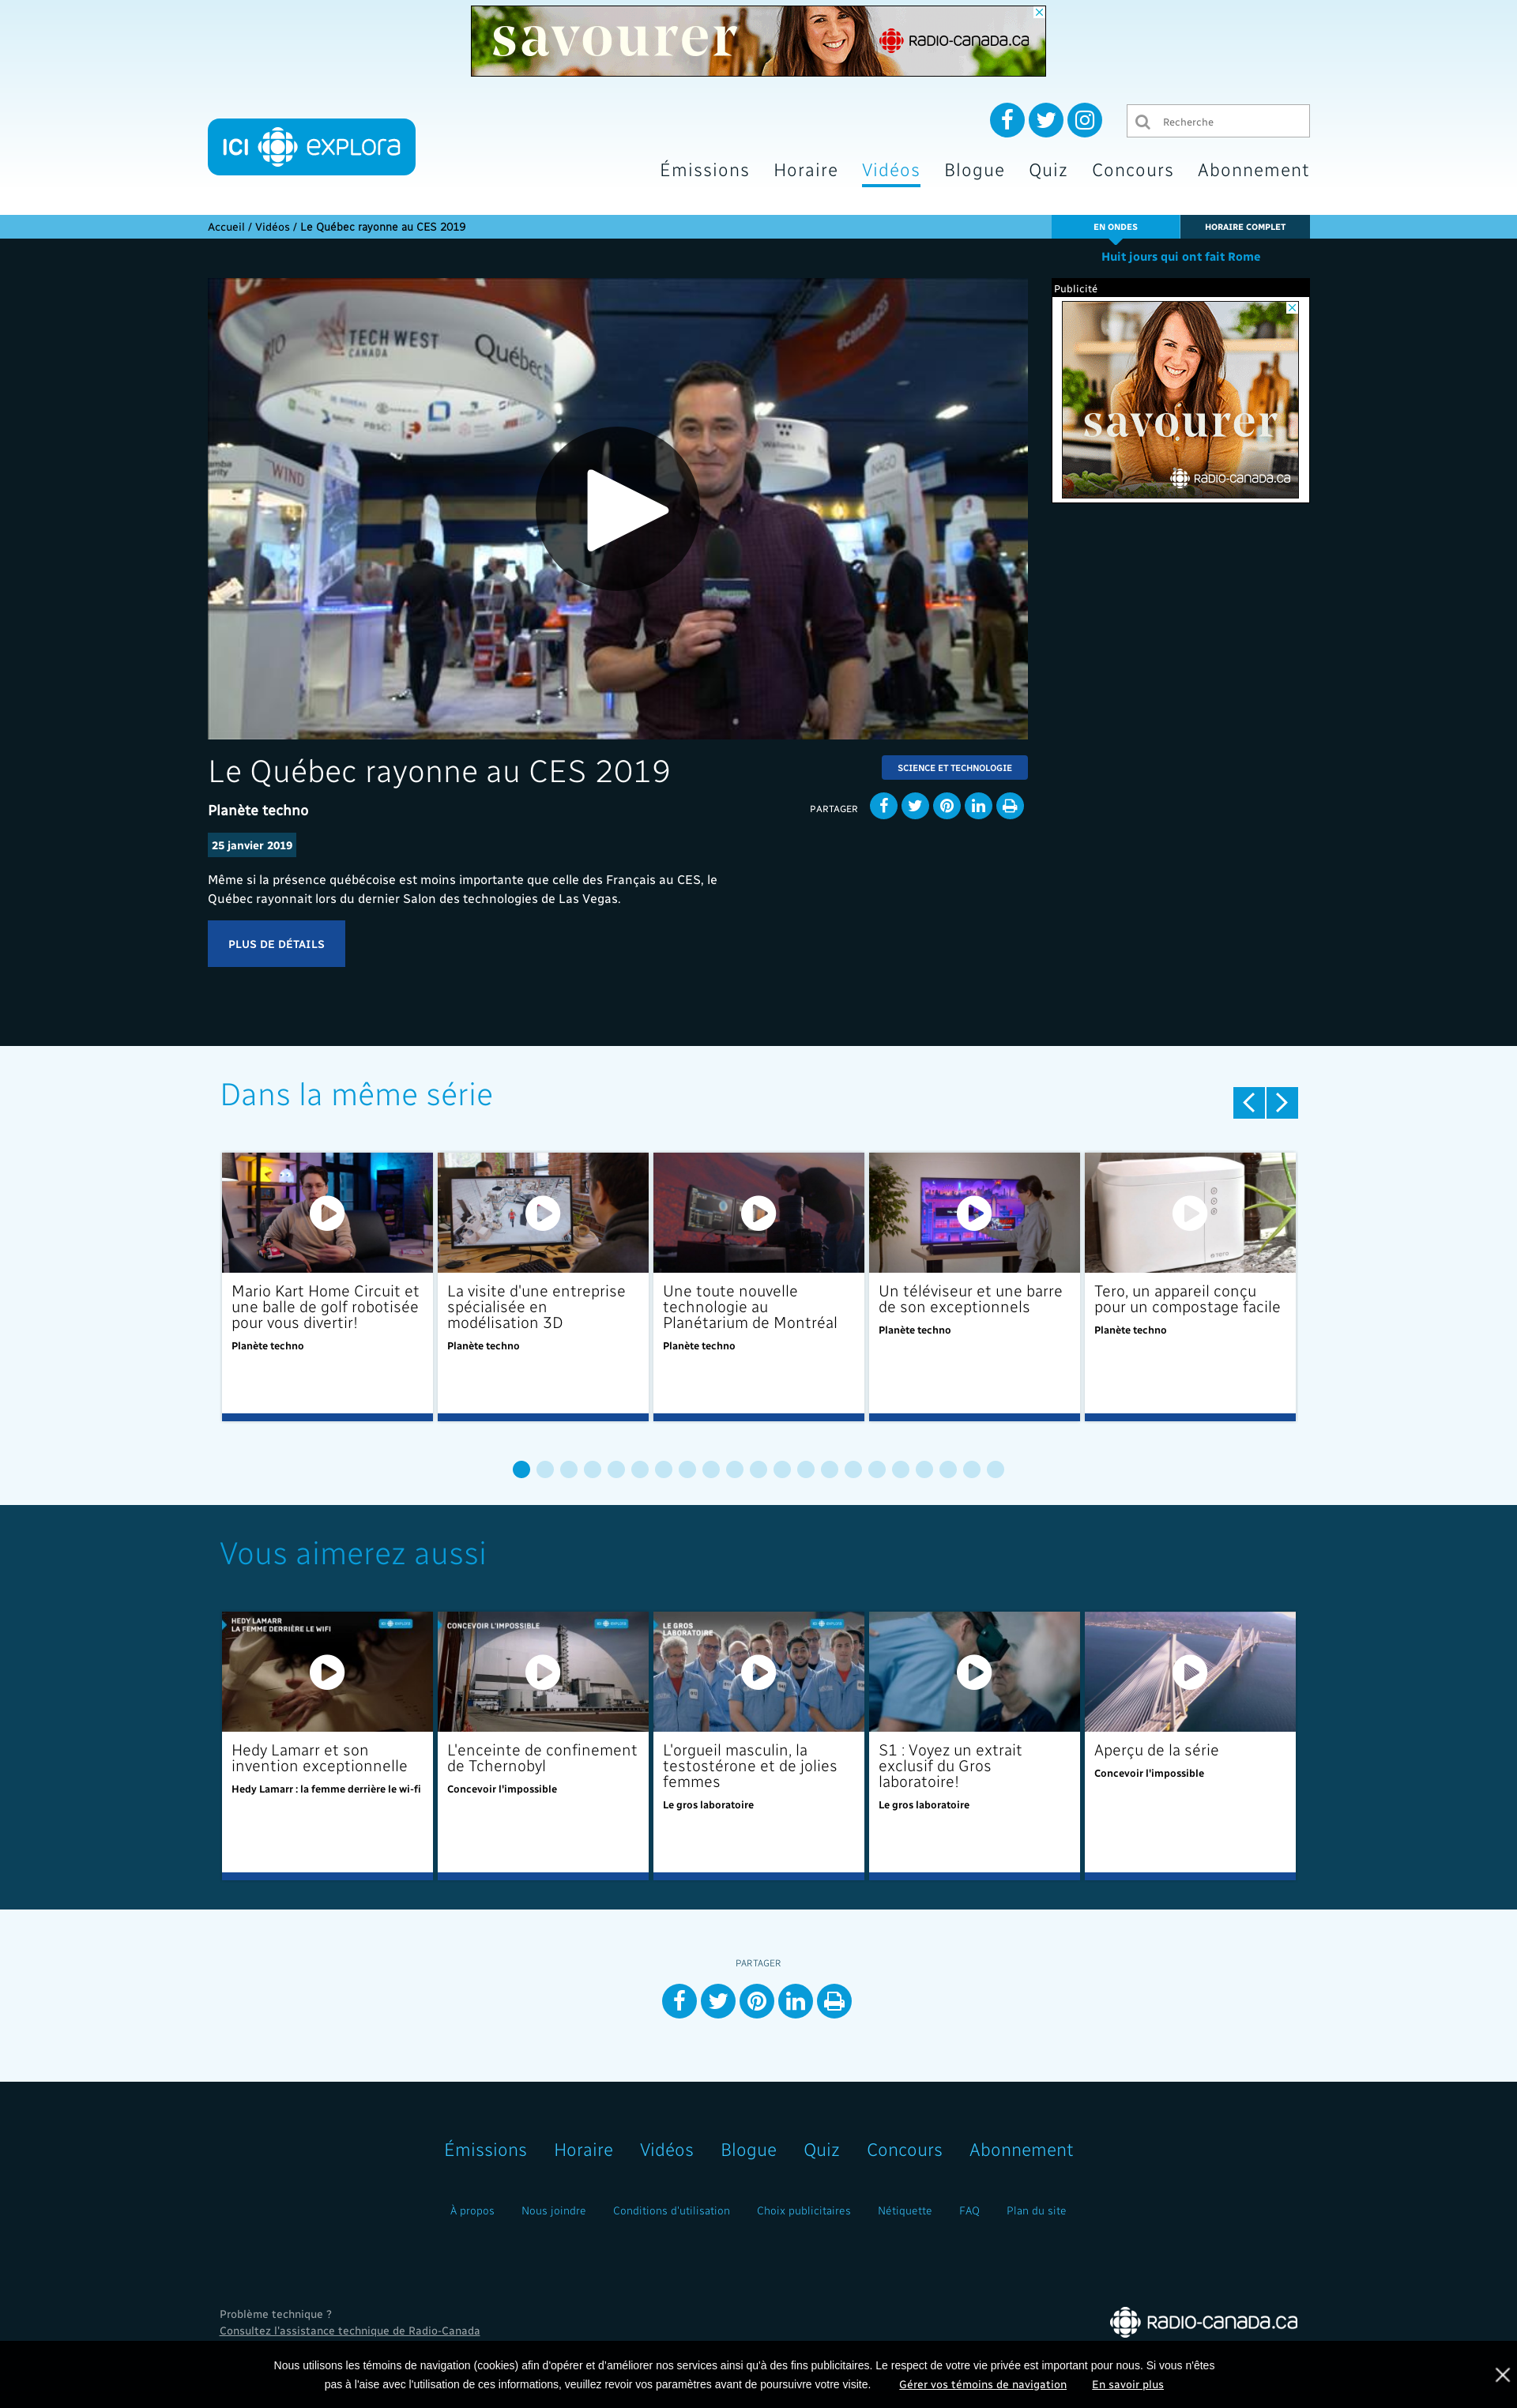 savourer
RADIO-CANADA.CA
ICI explora
Recherche
Émissions Horaire Vidéos Blogue Quiz Concours Abonnement
Accueil / Vidéos / Le Québec rayonne au CES 2019
EN ONDES
HORAIRE COMPLET
Huit jours qui ont fait Rome
Publicité
savourer
RADIO-CANADA.CA
TECH WEST
CANADA
Québec
#CanadaCES
WIND
Le Québec rayonne au CES 2019
SCIENCE ET TECHNOLOGIE
Planète techno
PARTAGER
25 janvier 2019
Même si la présence québécoise est moins importante que celle des Français au CES, le
Québec rayonnait lors du dernier Salon des technologies de Las Vegas.
PLUS DE DÉTAILS
Dans la même série
Mario Kart Home Circuit et
une balle de golf robotisée
pour vous divertir!
Planète techno
La visite d'une entreprise
spécialisée en
modélisation 3D
Planète techno
Une toute nouvelle
technologie au
Planétarium de Montréal
Planète techno
Un téléviseur et une barre
de son exceptionnels
Planète techno
tero
Tero, un appareil conçu
pour un compostage facile
Planète techno
Vous aimerez aussi
HEDY LAMARR
LA FEMME DERRIÈRE LE WIFI
ICI EXPLORA
Hedy Lamarr et son
invention exceptionnelle
Hedy Lamarr : la femme derrière le wi-fi
CONCEVOIR L'IMPOSSIBLE
ICI EXPLORA
L'enceinte de confinement
de Tchernobyl
Concevoir l'impossible
LE GROS
LABORATOIRE
ICI EXPLORA
L'orgueil masculin, la
testostérone et de jolies
femmes
Le gros laboratoire
S1 : Voyez un extrait
exclusif du Gros
laboratoire!
Le gros laboratoire
Aperçu de la série
Concevoir l'impossible
PARTAGER
Émissions Horaire Vidéos Blogue Quiz Concours Abonnement
À propos Nous joindre Conditions d'utilisation Choix publicitaires Nétiquette FAQ Plan du site
Problème technique ?
Consultez l'assistance technique de Radio-Canada
RADIO-CANADA.CA
Nous utilisons les témoins de navigation (cookies) afin d'opérer et d'améliorer nos services ainsi qu'à des fins publicitaires. Le respect de votre vie privée est important pour nous. Si vous n'êtes
pas à l'aise avec l'utilisation de ces informations, veuillez revoir vos paramètres avant de poursuivre votre visite. Gérer vos témoins de navigation En savoir plus